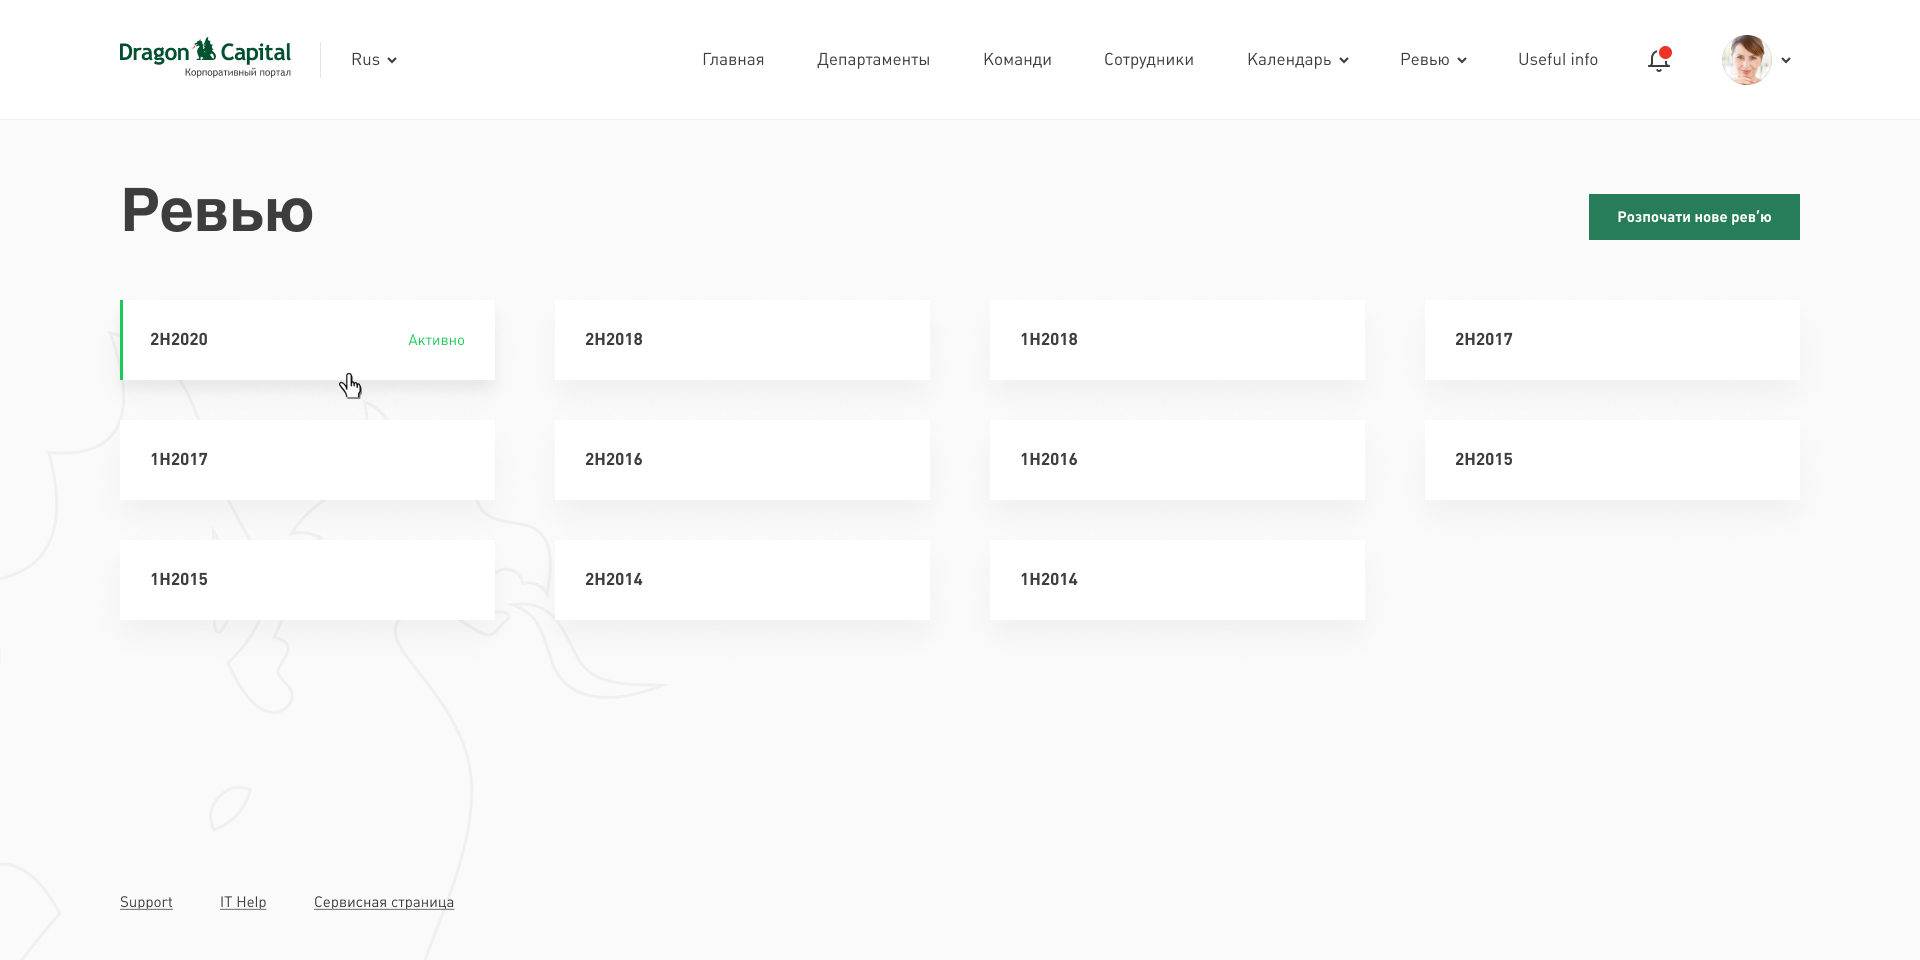 Dragon Capital
Корпоративный портал
Rus
Главная
Департаменты
Команди
Сотрудники
Календарь
Ревью
Useful info
Ревью
Розпочати нове рев’ю
2H2020
Активно
2H2018
1H2018
2H2017
1H2017
2H2016
1H2016
2H2015
1H2015
2H2014
1H2014
Support
IT Help
Сервисная страница